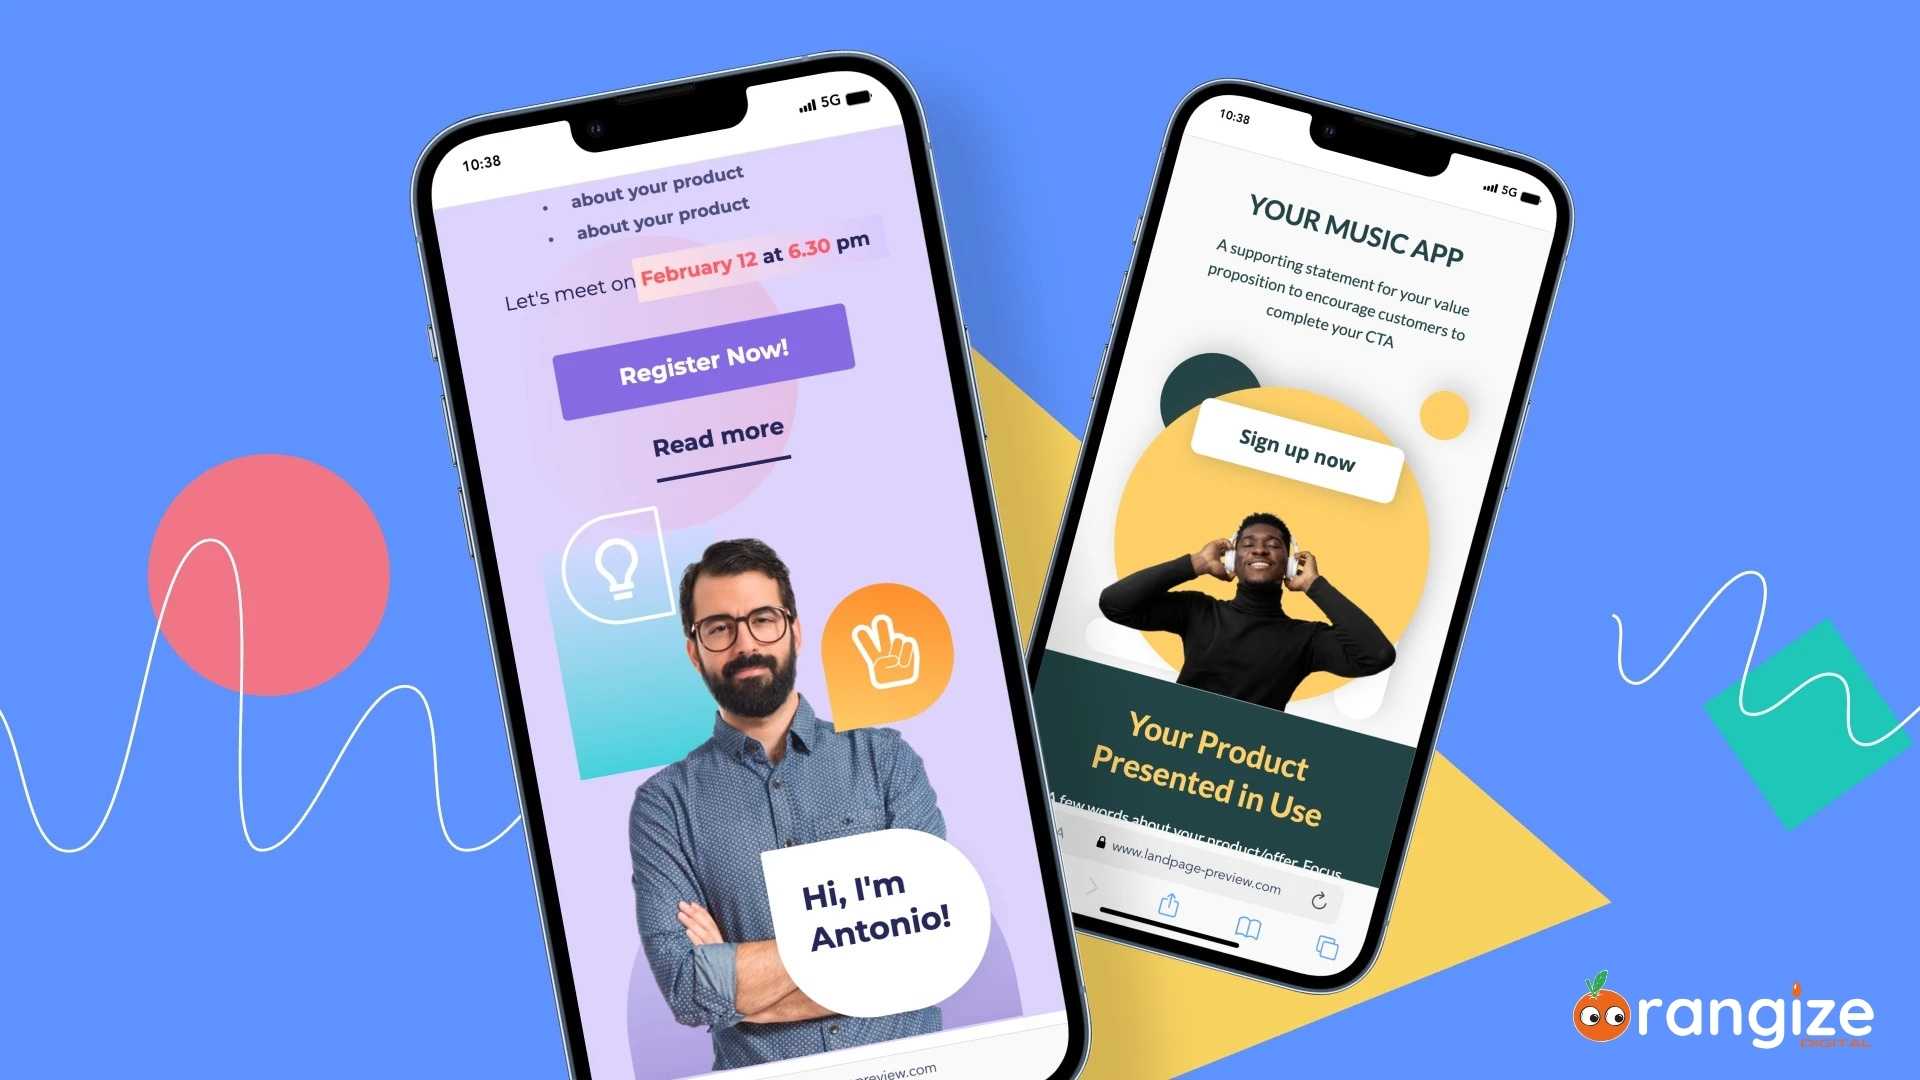 10:38
5G
about your product
about your product
Let's meet on February 12 at 6.30 pm
Register Now!
Read more
Hi, I'm
Antonio!
preview.com
10:38
5G
YOUR MUSIC APP
A supporting statement for your value
proposition to encourage customers to
complete your CTA
Sign up now
Your Product
Presented in Use
A few words about your product/offer. Focus
www.landpage-preview.com
orangize
DIGITAL